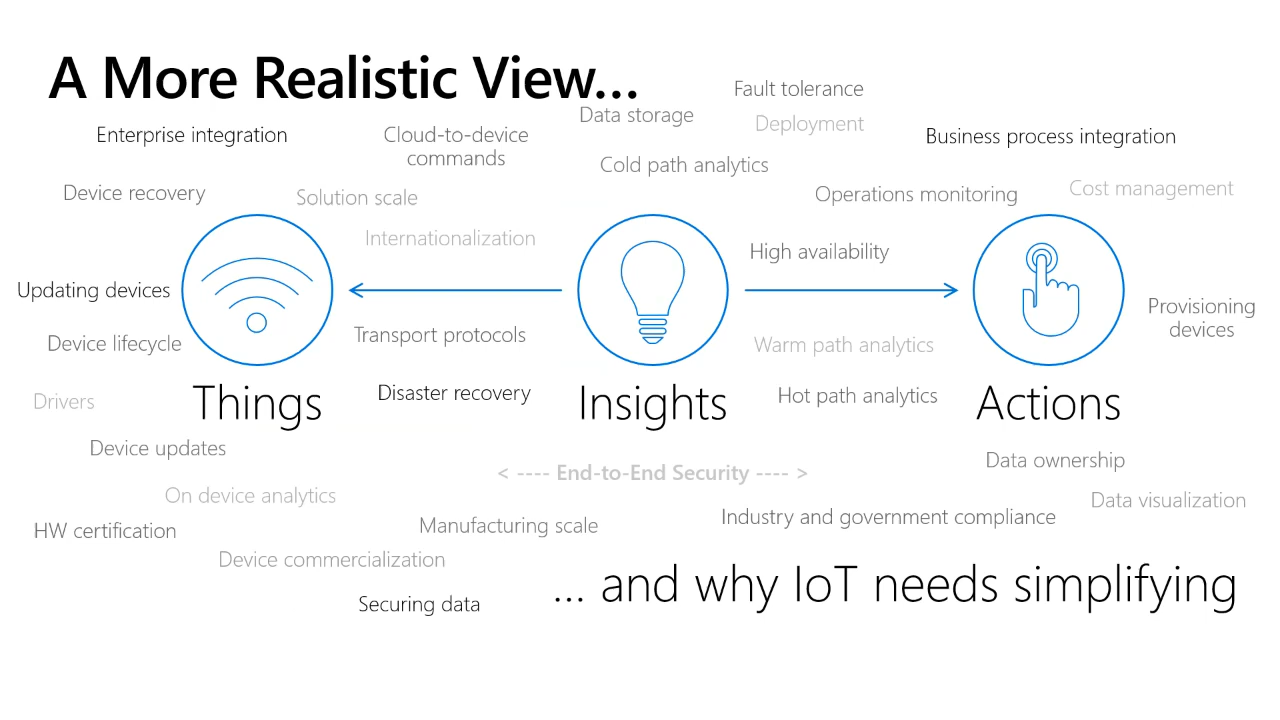 A More Realistic View...
Fault tolerance
Data storage
Deployment
Enterprise integration
Cloud-to-device
commands
Business process integration
Cold path analytics
Device recovery
Solution scale
Operations monitoring
Cost management
Internationalization
High availability
Updating devices
Provisioning
devices
Transport protocols
Device lifecycle
Warm path analytics
Disaster recovery
Hot path analytics
Drivers
Things
Insights
Actions
Device updates
Data ownership
< ---- End-to-End Security ---- >
On device analytics
Data visualization
HW certification
Manufacturing scale
Industry and government compliance
Device commercialization
... and why IoT needs simplifying
Securing data